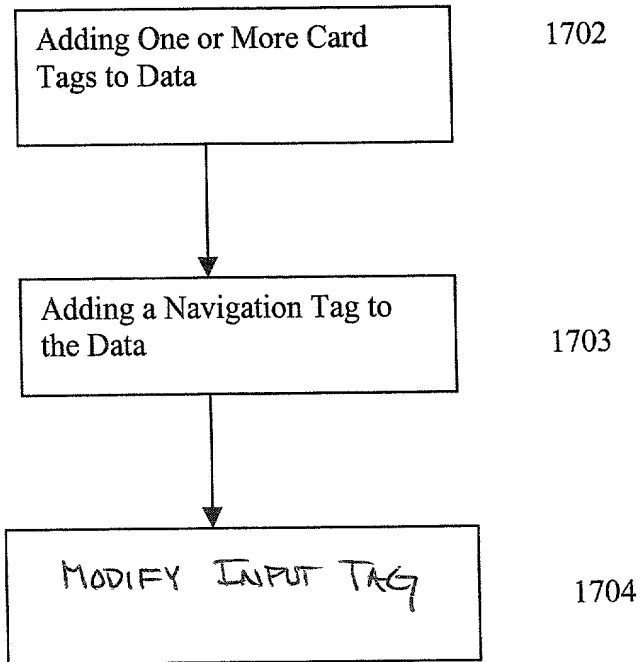 Adding One or More Card
Tags to Data
1702
Adding a Navigation Tag to
the Data
1703
MODIFY INPUT TAG
1704